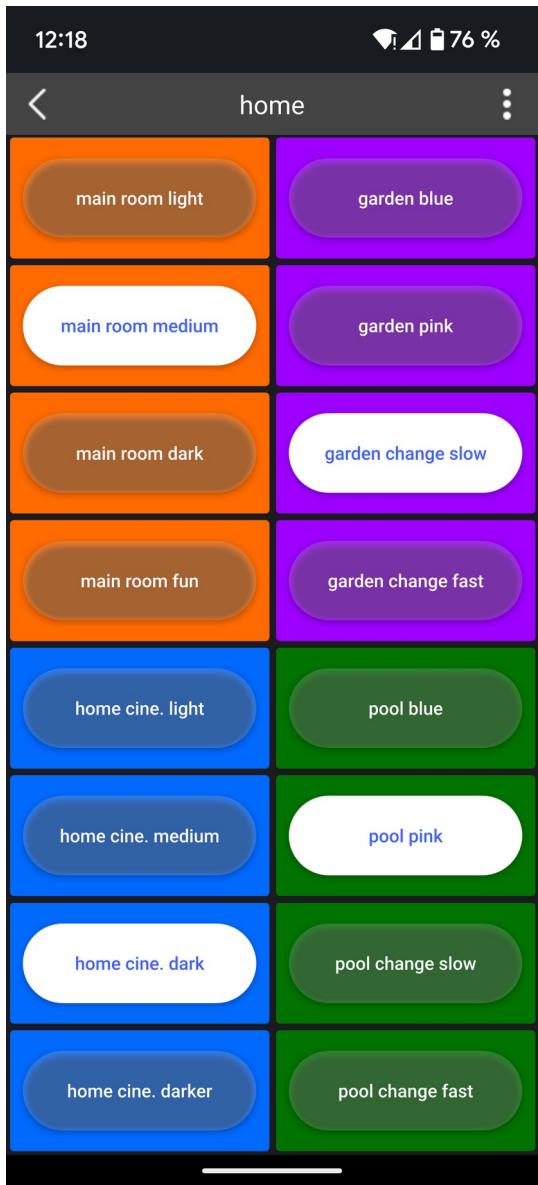 12:18
76 %
home
main room light
garden blue
main room medium
garden pink
main room dark
garden change slow
main room fun
garden change fast
home cine. light
pool blue
home cine. medium
pool pink
home cine. dark
pool change slow
home cine. darker
pool change fast